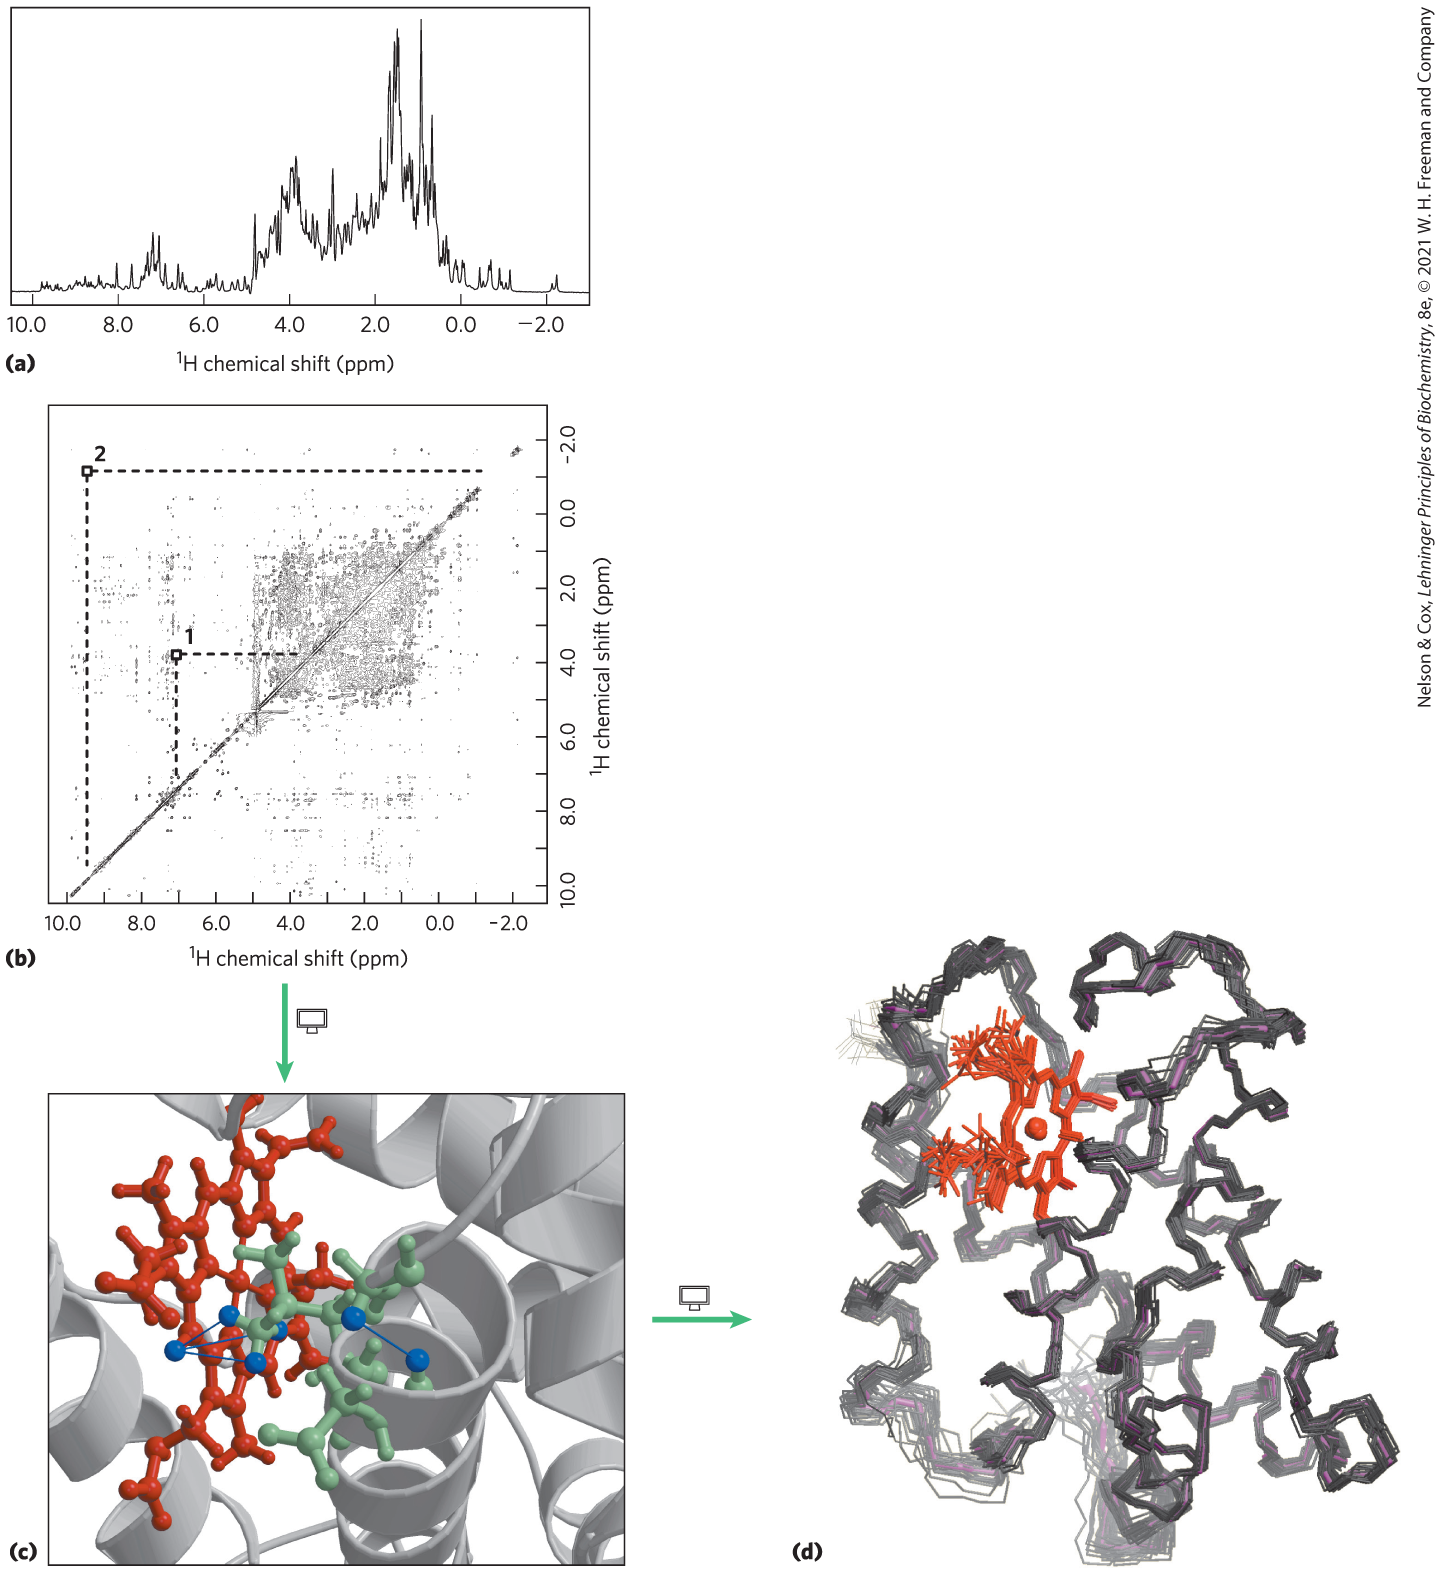 10.0 8.0 6.0 4.0 2.0 0.0 −2.0
(a) ¹H chemical shift (ppm)
2
1
-2.0
0.0
2.0
4.0
6.0
8.0
10.0
¹H chemical shift (ppm)
10.0 8.0 6.0 4.0 2.0 0.0 -2.0
(b) ¹H chemical shift (ppm)
(c)
(d)
Nelson & Cox, Lehninger Principles of Biochemistry, 8e, © 2021 W. H. Freeman and Company